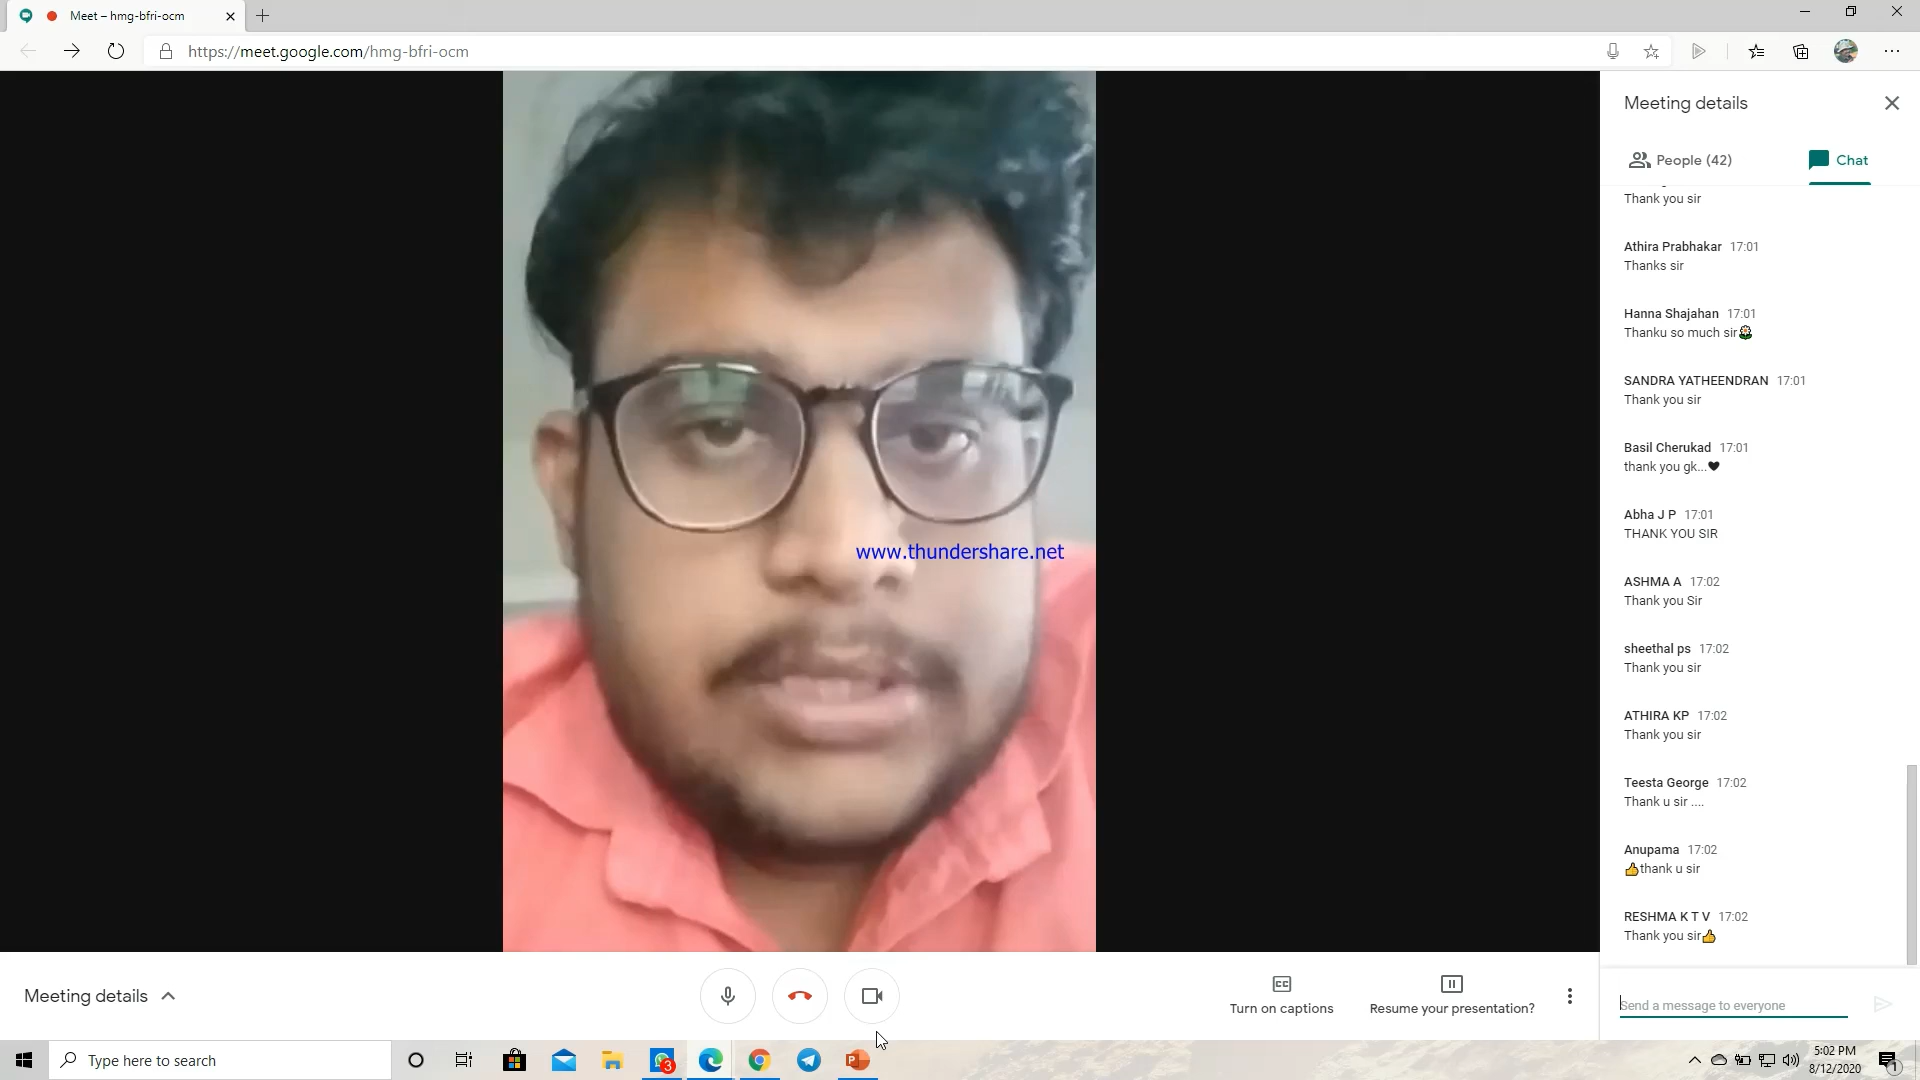 Meet – hmg-bfri-ocm
https://meet.google.com/hmg-bfri-ocm
www.thundershare.net
Meeting details
People (42)
Chat
Thank you sir
Athira Prabhakar 17:01
Thanks sir
Hanna Shajahan 17:01
Thanku so much sir
SANDRA YATHEENDRAN 17:01
Thank you sir
Basil Cherukad 17:01
thank you gk...
Abha J P 17:01
THANK YOU SIR
ASHMA A 17:02
Thank you Sir
sheethal ps 17:02
Thank you sir
ATHIRA KP 17:02
Thank you sir
Teesta George 17:02
Thank u sir ....
Anupama 17:02
👍thank u sir
RESHMA K T V 17:02
Thank you sir👍
Send a message to everyone
Meeting details
CC
Turn on captions
Resume your presentation?
Type here to search
3
5:02 PM
8/12/2020
1